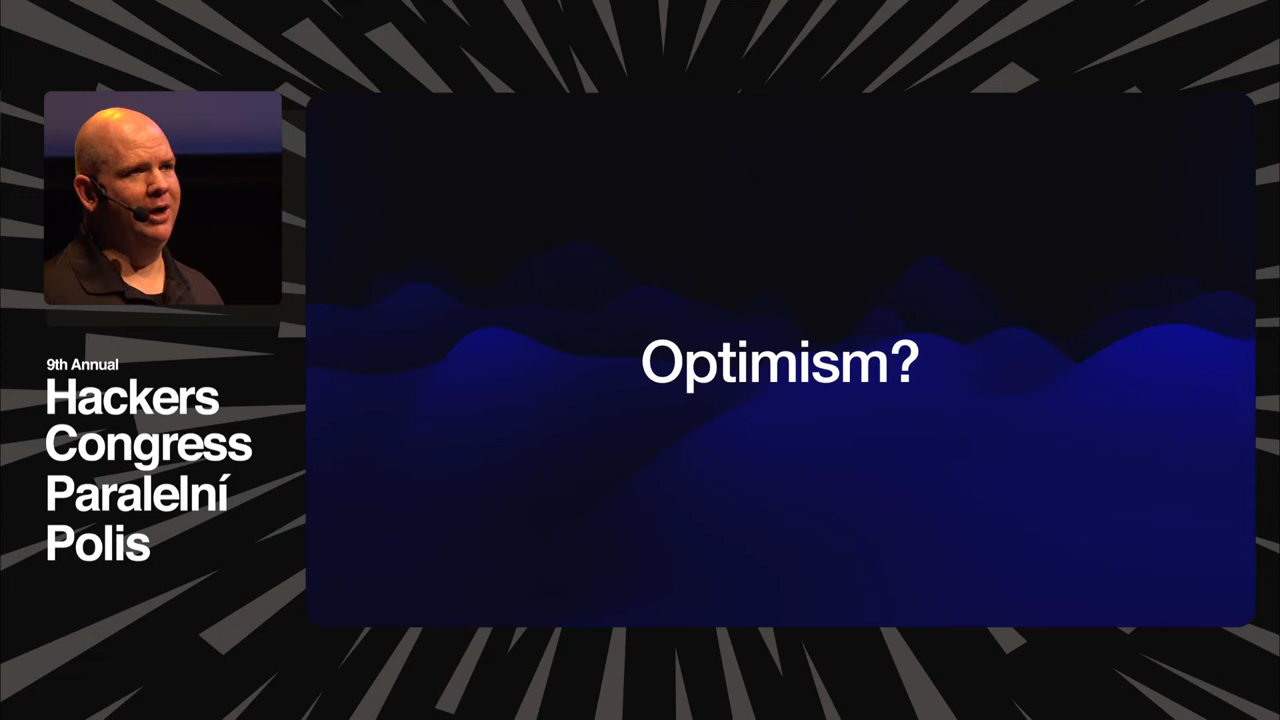 9th Annual
Hackers
Congress
Paralelní
Polis
Optimism?